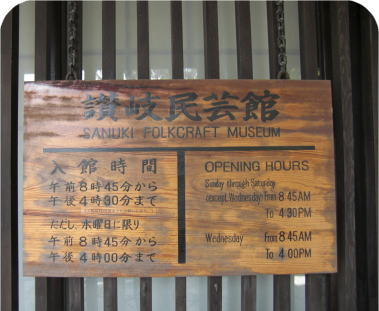 讃岐民芸館
SANUKI FOLKCRAFT MUSEUM
入館時間
午前8時45分から
午後4時30分まで
ただし、水曜日に限り
午前8時45分から
午後4時00分まで
OPENING HOURS
Sunday through Saturday
(except Wednesday) From 8:45AM
To 4:30PM
Wednesday From 8:45AM
To 4:00PM